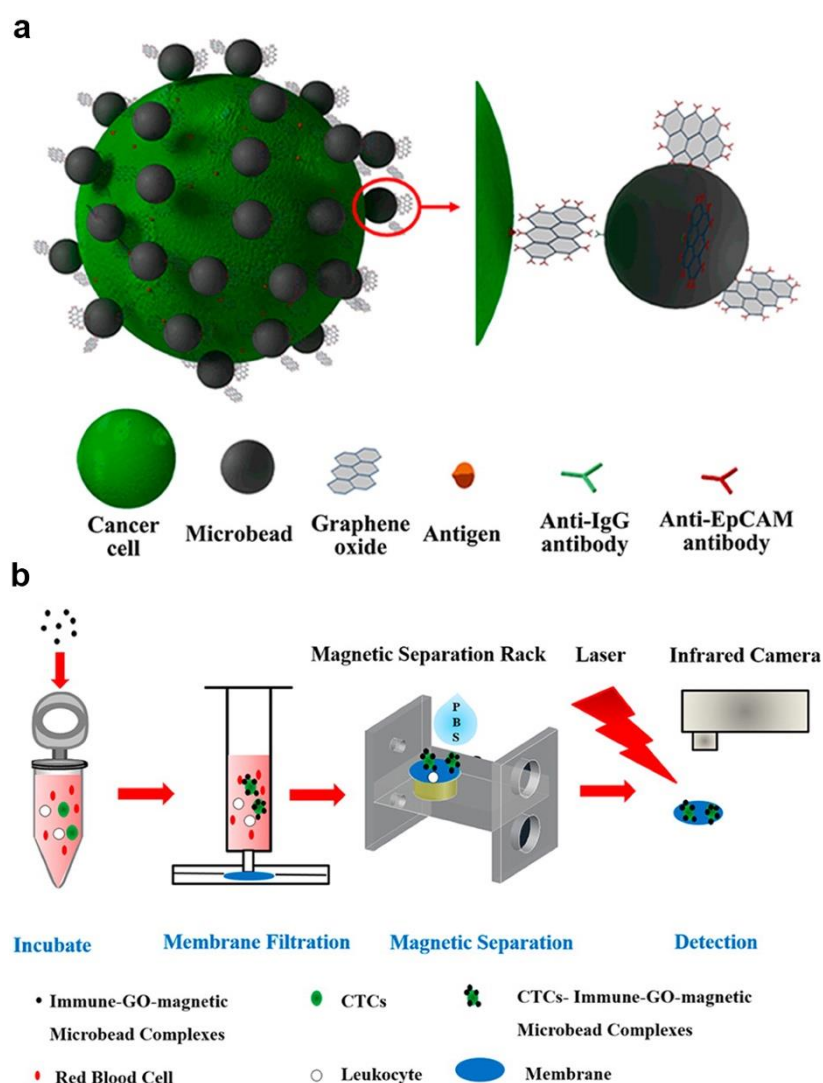 a
Cancer
cell
Microbead
Graphene
oxide
Antigen
Anti-IgG
antibody
Anti-EpCAM
antibody
b
Magnetic Separation Rack
Laser
Infrared Camera
P
B
S
Incubate
Membrane Filtration
Magnetic Separation
Detection
Immune-GO-magnetic
Microbead Complexes
CTCs
CTCs- Immune-GO-magnetic
Microbead Complexes
Red Blood Cell
Leukocyte
Membrane